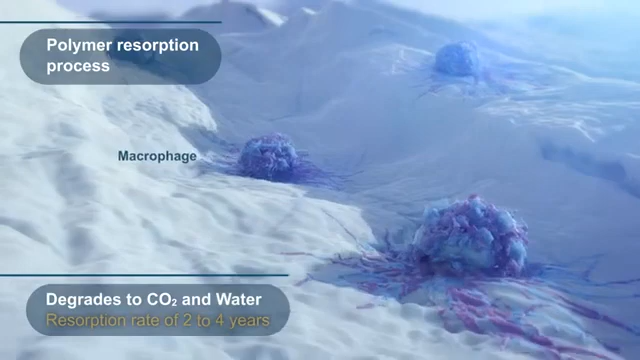 Polymer resorption
process
Macrophage
Degrades to CO₂ and Water
Resorption rate of 2 to 4 years